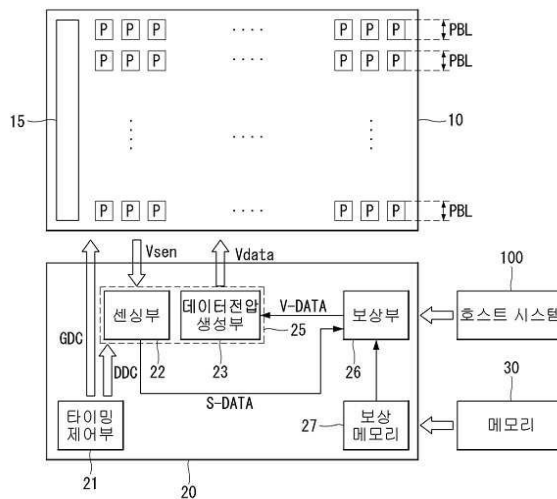 P P P P P P PBL
P P P P P P PBL
15
10
P P P P P P PBL
Vsen
Vdata
100
GDC
센싱부
데이터전압
생성부
V-DATA
보상부
호스트 시스템
25
DDC
22
23
26
30
S-DATA
타이밍
제어부
27
보상
메모리
메모리
21
20